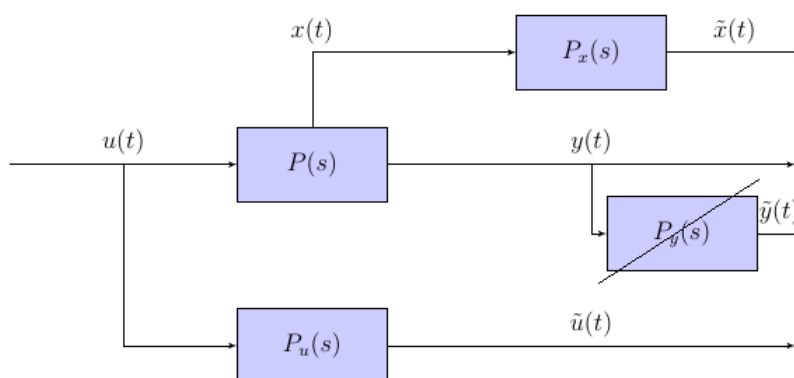 x(t)
P_x(s)
x̃(t)
u(t)
P(s)
y(t)
P_y(s)
ỹ(t)
P_u(s)
ũ(t)